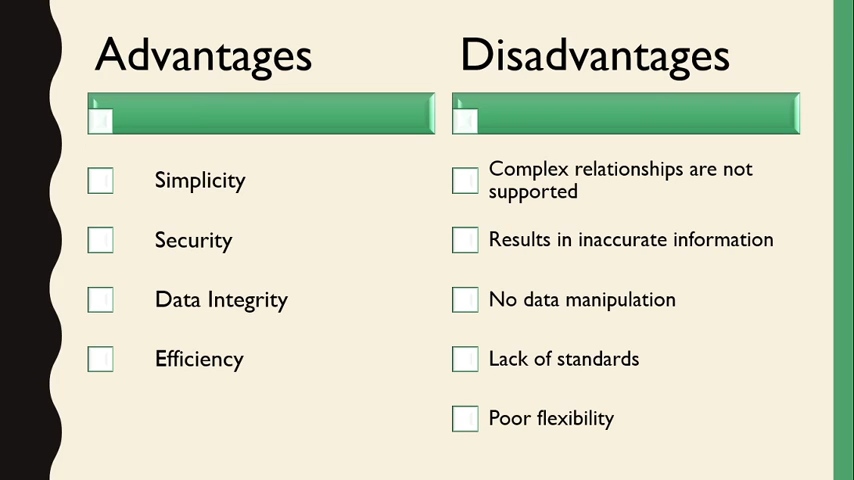 Advantages
Simplicity
Security
Data Integrity
Efficiency
Disadvantages
Complex relationships are not
supported
Results in inaccurate information
No data manipulation
Lack of standards
Poor flexibility